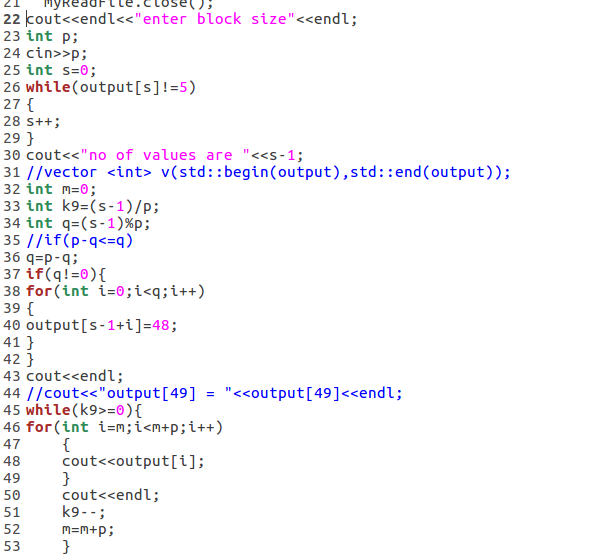 21 myReadFile.close();
22 cout<<endl<<"enter block size"<<endl;
23 int p;
24 cin>>p;
25 int s=0;
26 while(output[s]!=5)
27 {
28 s++;
29 }
30 cout<<"no of values are "<<s-1;
31 //vector <int> v(std::begin(output),std::end(output));
32 int m=0;
33 int k9=(s-1)/p;
34 int q=(s-1)%p;
35 //if(p-q<=q)
36 q=p-q;
37 if(q!=0){
38 for(int i=0;i<q;i++)
39 {
40 output[s-1+i]=48;
41 }
42 }
43 cout<<endl;
44 //cout<<"output[49] = "<<output[49]<<endl;
45 while(k9>=0){
46 for(int i=m;i<m+p;i++)
47     {
48     cout<<output[i];
49     }
50     cout<<endl;
51     k9--;
52     m=m+p;
53     }